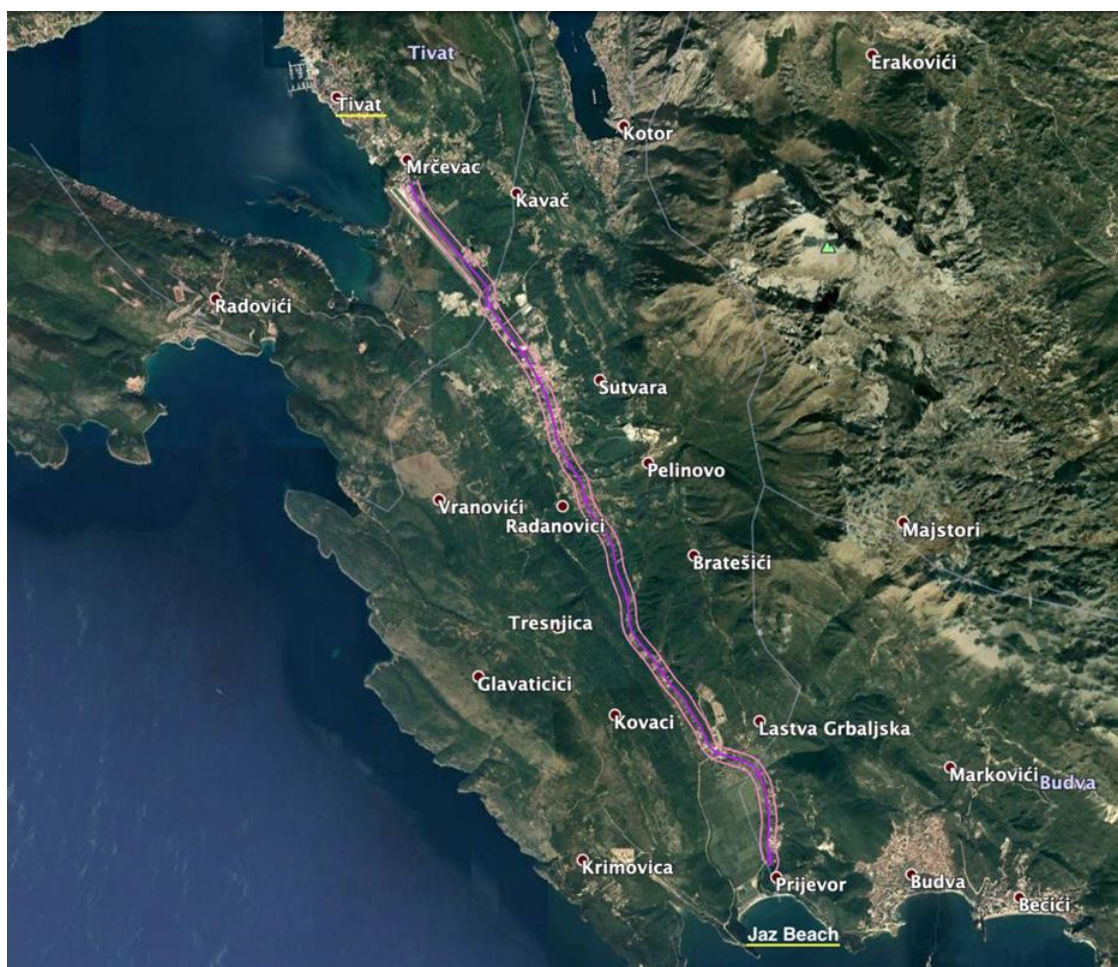 Tivat
Erakovići
Tivat
Kotor
Mrčevac
Kavač
Radovići
Sutvara
Pelinovo
Vranovići
Radanovici
Majstori
Bratešići
Tresnjica
Glavaticici
Kovaci
Lastva Grbaljska
Markovići
Budva
Krimovica
Prijevor
Budva
Bečići
Jaz Beach